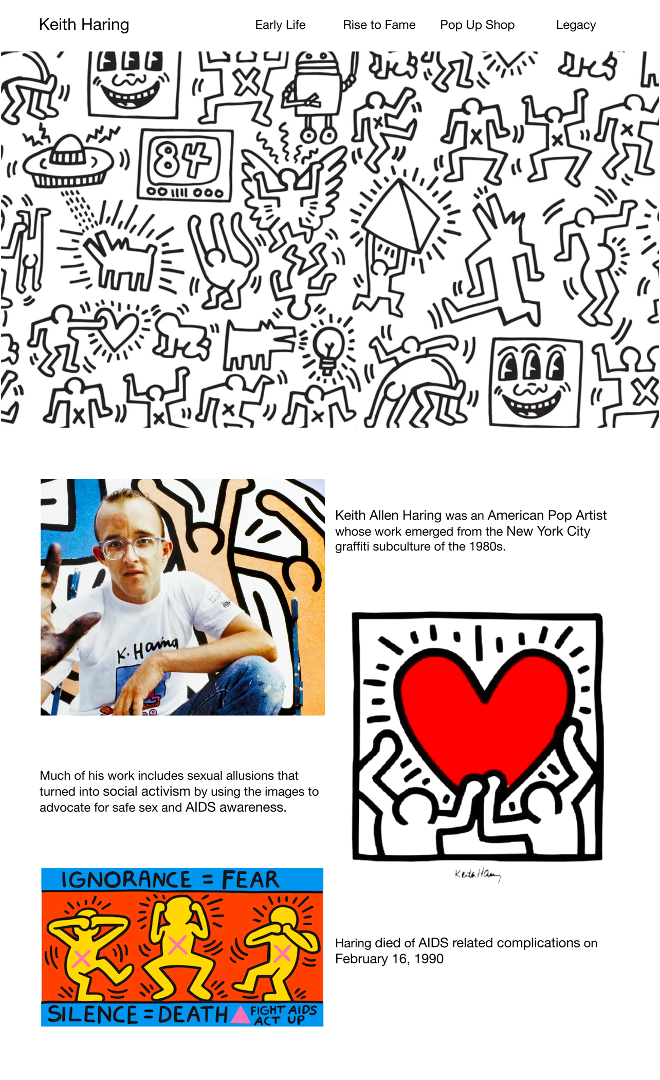 Keith Haring
Early Life
Rise to Fame
Pop Up Shop
Legacy
84
Keith Allen Haring was an American Pop Artist
whose work emerged from the New York City
graffiti subculture of the 1980s.
K. Haring
Much of his work includes sexual allusions that
turned into social activism by using the images to
advocate for safe sex and AIDS awareness.
Keith Haring
IGNORANCE = FEAR
SILENCE = DEATH
FIGHT AIDS
ACT UP
Haring died of AIDS related complications on
February 16, 1990